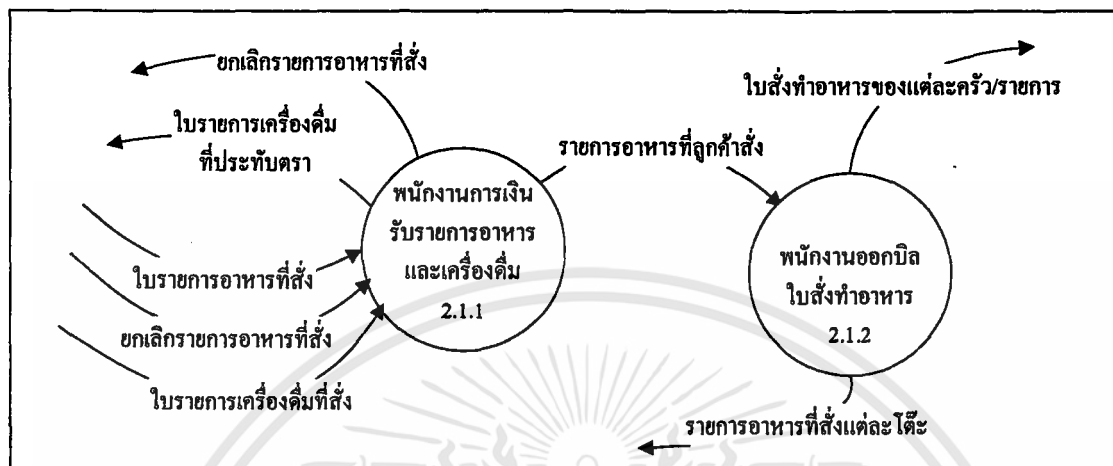 ยกเลิกรายการอาหารที่สั่ง
ใบรายการเครื่องดื่ม
ที่ประทับตรา
ใบรายการอาหารที่สั่ง
ยกเลิกรายการอาหารที่สั่ง
ใบรายการเครื่องดื่มที่สั่ง
พนักงานการเงิน
รับรายการอาหาร
และเครื่องดื่ม
2.1.1
รายการอาหารที่ลูกค้าสั่ง
ใบสั่งทำอาหารของแต่ละครัว/รายการ
พนักงานออกบิล
ใบสั่งทำอาหาร
2.1.2
รายการอาหารที่สั่งแต่ละโต๊ะ